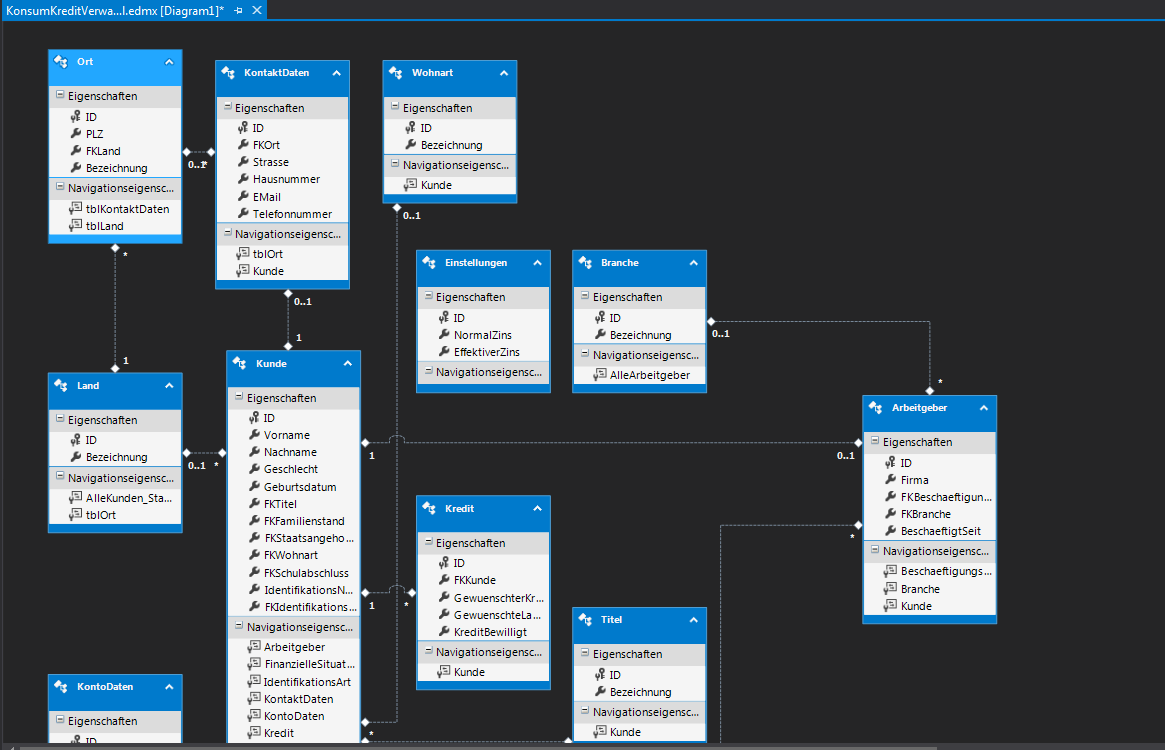 KonsumKreditVerwa...l.edmx [Diagram1]*
Ort
Eigenschaften
ID
PLZ
FKLand
Bezeichnung
Navigationseigensc...
tblKontaktDaten
tblLand
0..1
*
KontaktDaten
Eigenschaften
ID
FKOrt
Strasse
Hausnummer
EMail
Telefonnummer
Navigationseigensc...
tblOrt
Kunde
Wohnart
Eigenschaften
ID
Bezeichnung
Navigationseigensc...
Kunde
0..1
*
1
0..1
1
Einstellungen
Eigenschaften
ID
NormalZins
EffektiverZins
Navigationseigensc...
Branche
Eigenschaften
ID
Bezeichnung
Navigationseigensc...
AlleArbeitgeber
0..1
*
Land
Eigenschaften
ID
Bezeichnung
Navigationseigensc...
AlleKunden_Sta...
tblOrt
0..1
*
Kunde
Eigenschaften
ID
Vorname
Nachname
Geschlecht
Geburtsdatum
FKTitel
FKFamilienstand
FKStaatsangeho...
FKWohnart
FKSchulabschluss
IdentifikationsN...
FKIdentifikations...
Navigationseigensc...
Arbeitgeber
FinanzielleSituat...
IdentifikationsArt
KontaktDaten
KontoDaten
Kredit
1
0..1
1
*
*
Arbeitgeber
Eigenschaften
ID
Firma
FKBeschaeftigun...
FKBranche
BeschaeftigtSeit
Navigationseigensc...
Beschaeftigungs...
Branche
Kunde
*
Kredit
Eigenschaften
ID
FKKunde
GewuenschterKr...
GewuenschteLa...
KreditBewilligt
Navigationseigensc...
Kunde
Titel
Eigenschaften
ID
Bezeichnung
Navigationseigensc...
Kunde
KontoDaten
Eigenschaften
ID